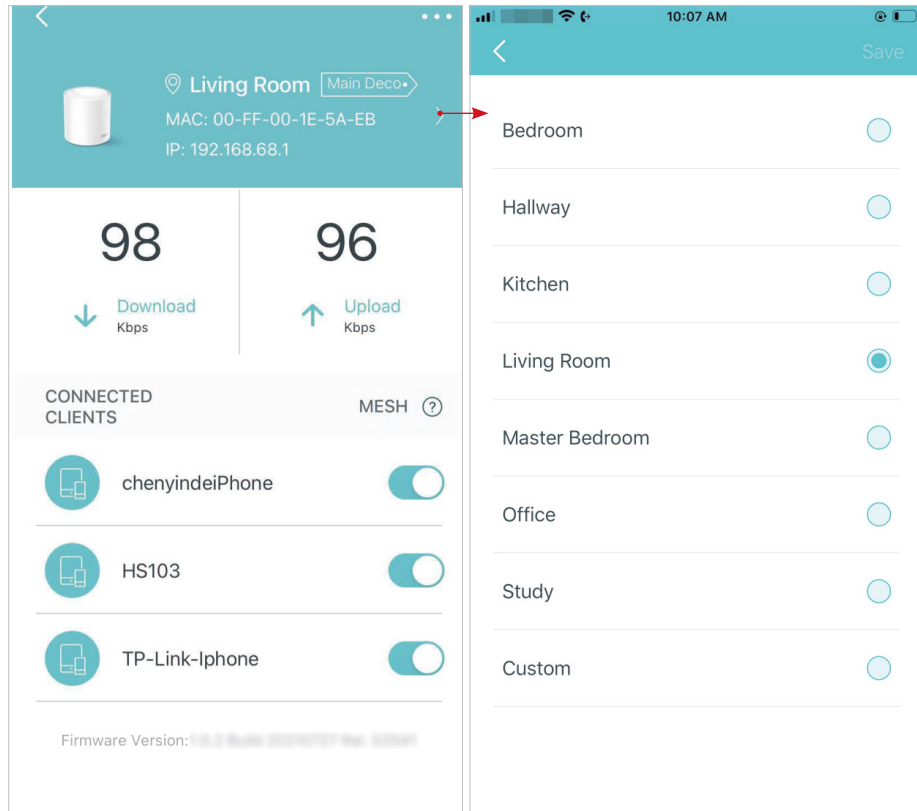 Living Room Main Deco
MAC: 00-FF-00-1E-5A-EB
IP: 192.168.68.1
98
Download
Kbps
96
Upload
Kbps
CONNECTED
CLIENTS
MESH ?
chenyindeiPhone
HS103
TP-Link-Iphone
Firmware Version:
10:07 AM
Save
Bedroom
Hallway
Kitchen
Living Room
Master Bedroom
Office
Study
Custom